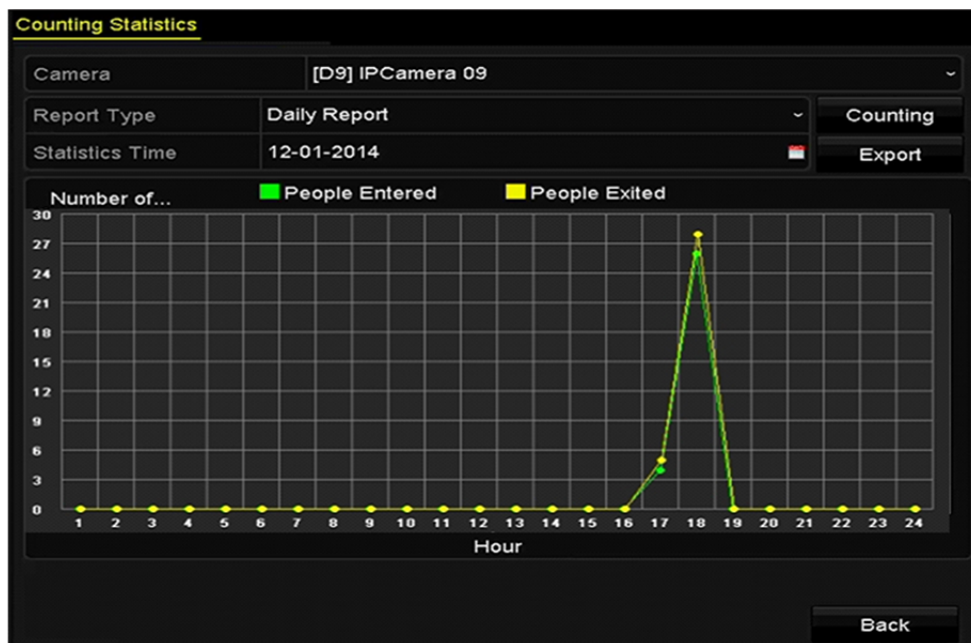 Counting Statistics
Camera [D9] IPCamera 09
Report Type Daily Report Counting
Statistics Time 12-01-2014 Export
Number of... People Entered People Exited
30
27
24
21
18
15
12
9
6
3
0
1 2 3 4 5 6 7 8 9 10 11 12 13 14 15 16 17 18 19 20 21 22 23 24
Hour
Back